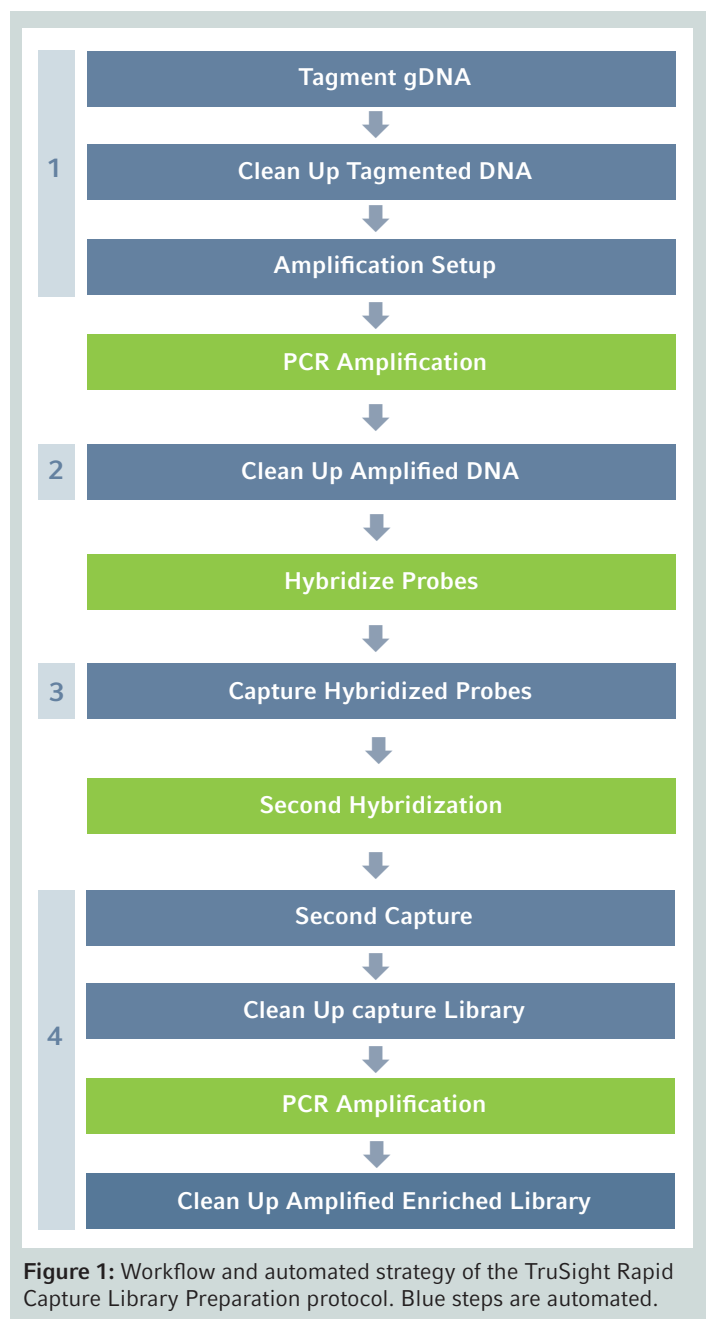 1
Tagment gDNA
Clean Up Tagmented DNA
Amplification Setup
PCR Amplification
2
Clean Up Amplified DNA
Hybridize Probes
3
Capture Hybridized Probes
Second Hybridization
4
Second Capture
Clean Up capture Library
PCR Amplification
Clean Up Amplified Enriched Library
Figure 1: Workflow and automated strategy of the TruSight Rapid
Capture Library Preparation protocol. Blue steps are automated.